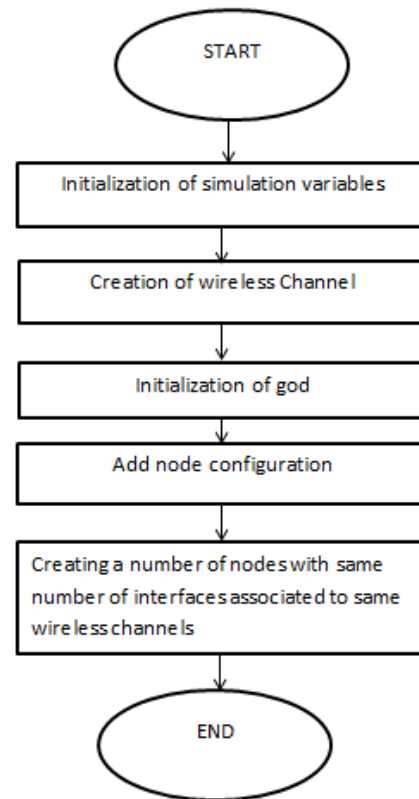 START
Initialization of simulation variables
Creation of wireless Channel
Initialization of god
Add node configuration
Creating a number of nodes with same
number of interfaces associated to same
wireless channels
END